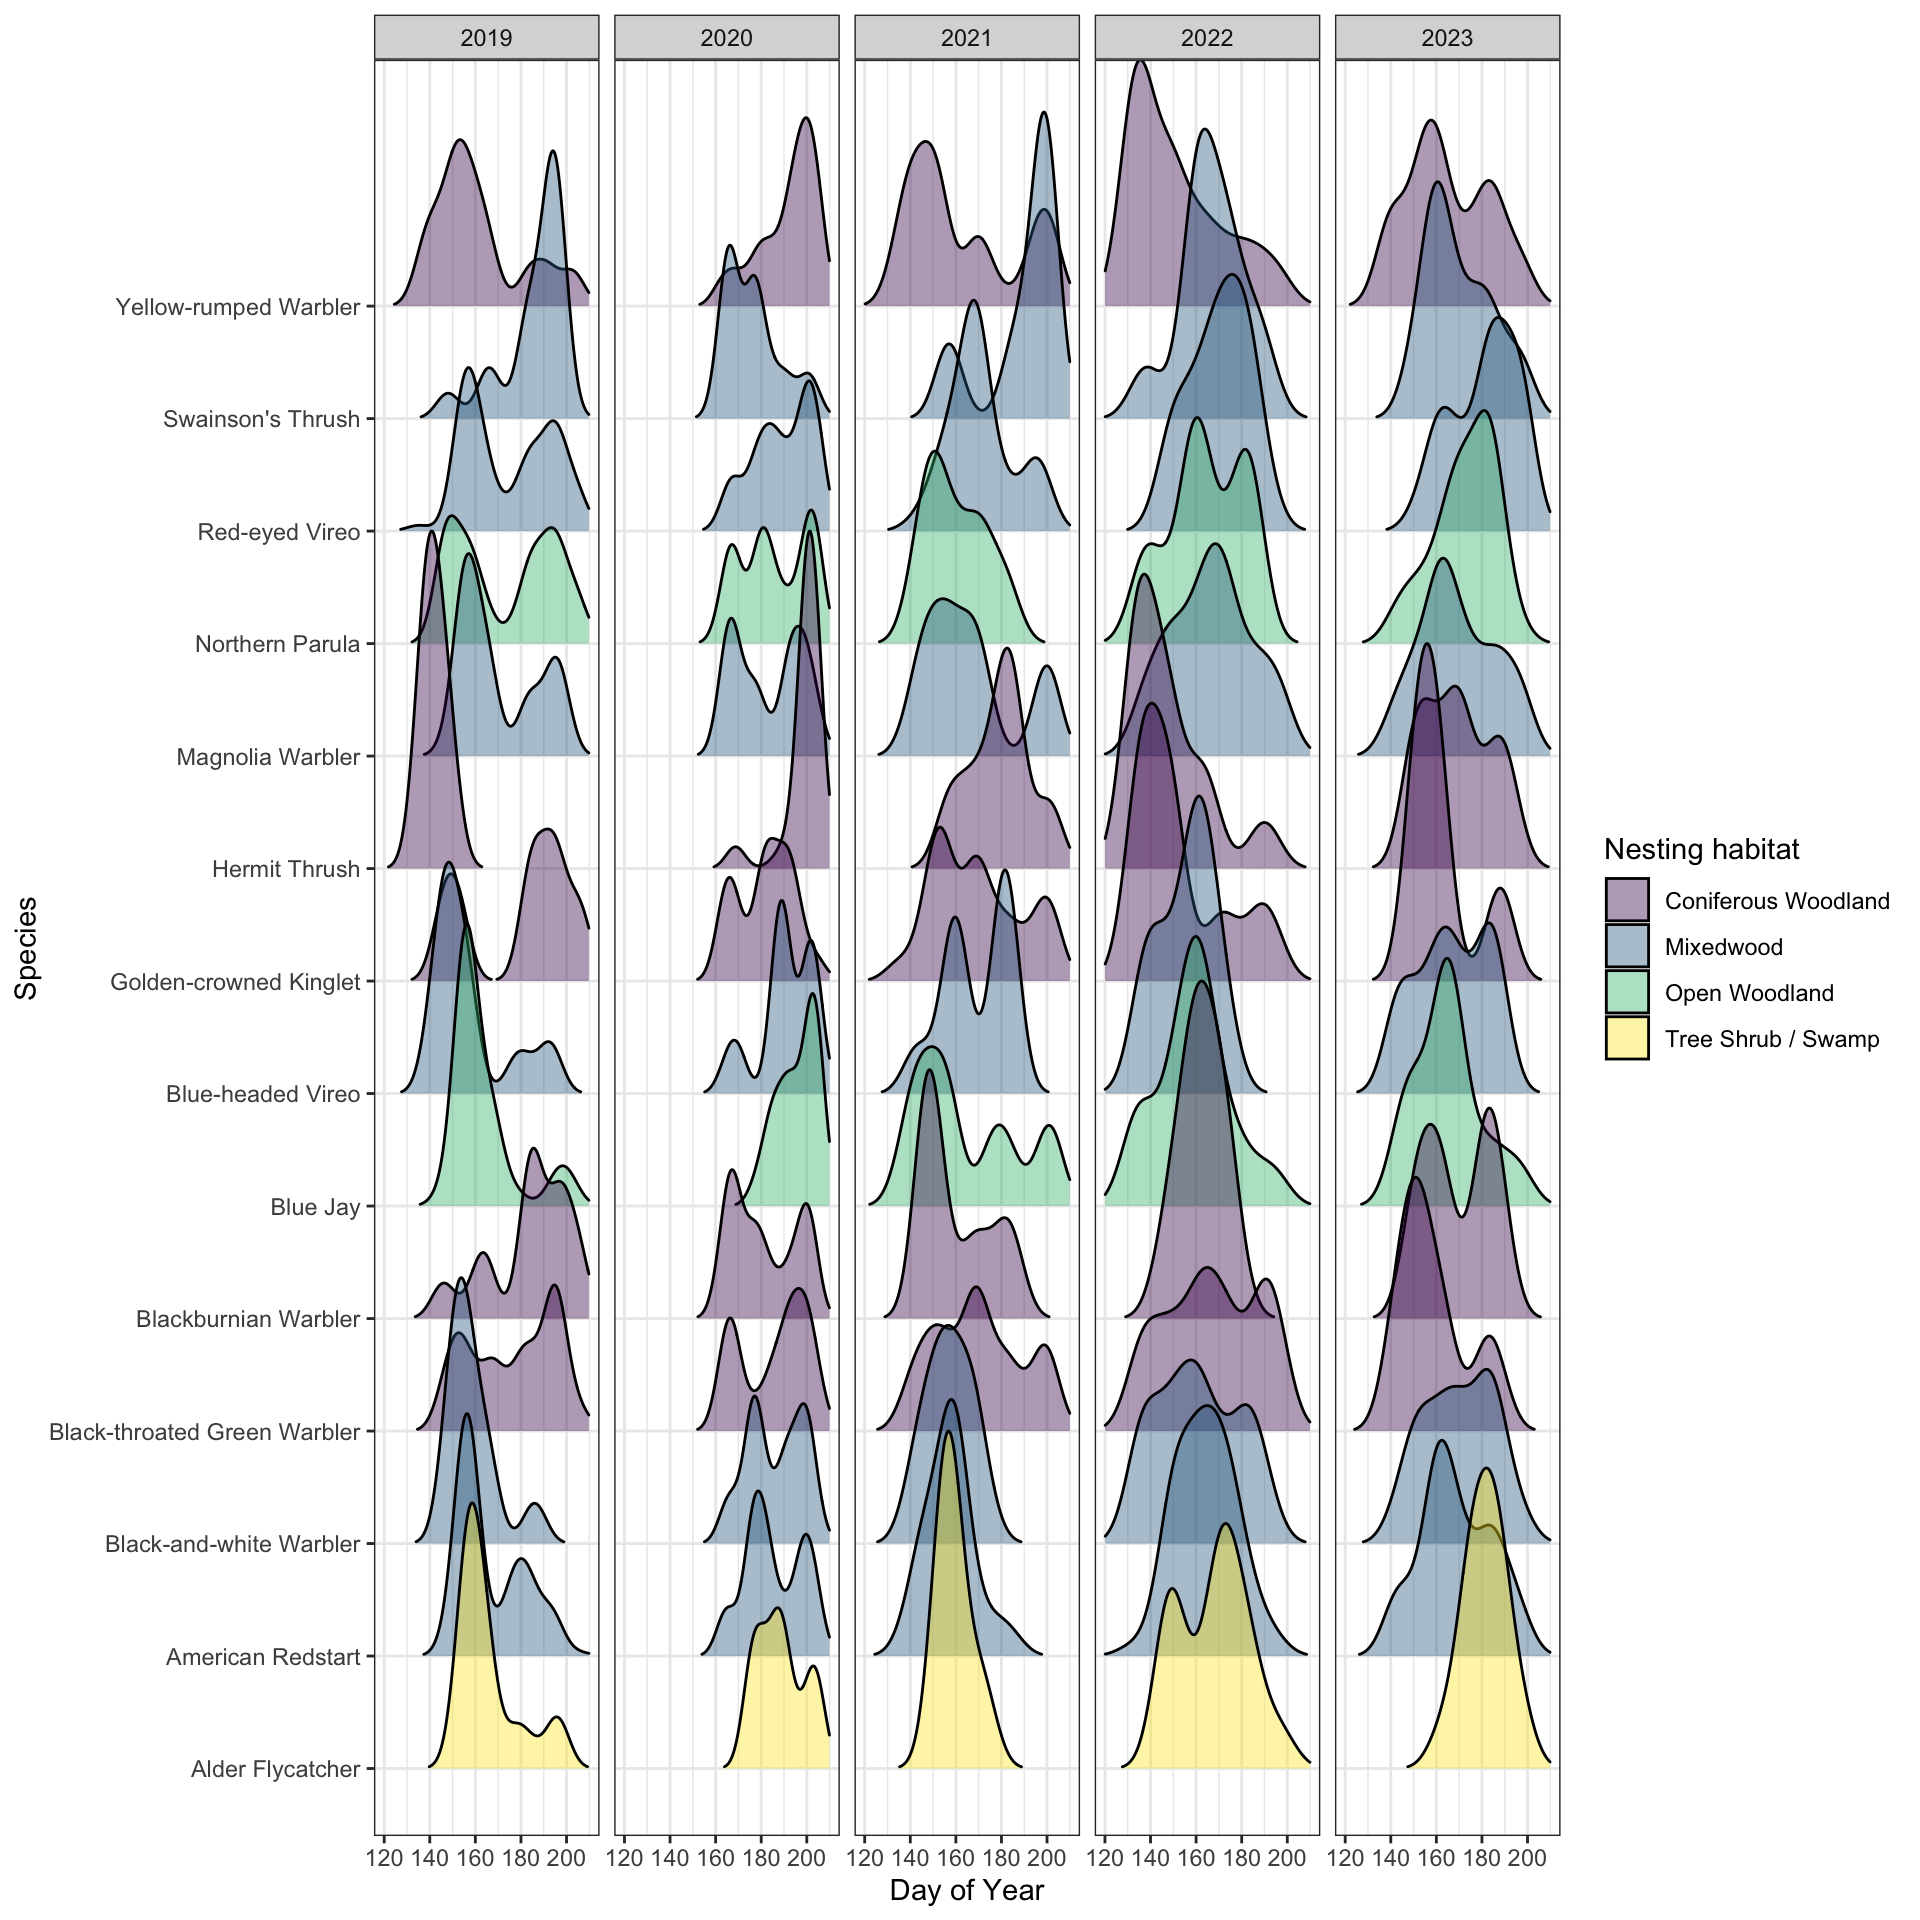 2019 2020 2021 2022 2023
Yellow-rumped Warbler
Swainson's Thrush
Red-eyed Vireo
Northern Parula
Magnolia Warbler
Hermit Thrush
Golden-crowned Kinglet
Blue-headed Vireo
Blue Jay
Blackburnian Warbler
Black-throated Green Warbler
Black-and-white Warbler
American Redstart
Alder Flycatcher
Species
120 140 160 180 200 120 140 160 180 200 120 140 160 180 200 120 140 160 180 200 120 140 160 180 200
Day of Year
Nesting habitat
Coniferous Woodland
Mixedwood
Open Woodland
Tree Shrub / Swamp